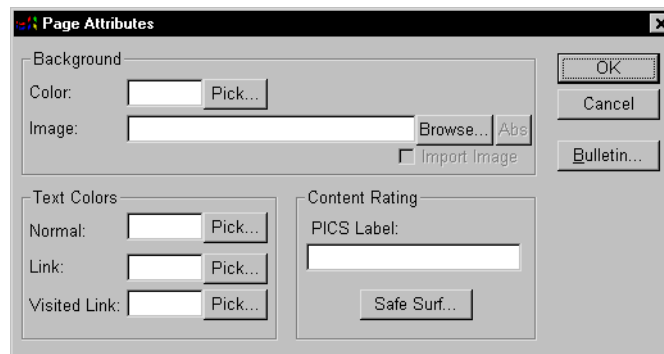 Page Attributes
Background
Color: Pick...
Image: Browse... Abs
Import Image
OK
Cancel
Bulletin...
Text Colors
Normal: Pick...
Link: Pick...
Visited Link: Pick...
Content Rating
PICS Label:
Safe Surf...